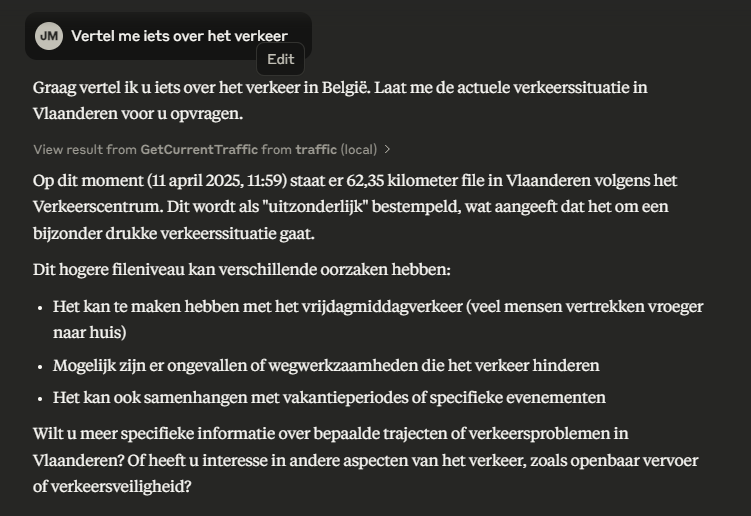 JM Vertel me iets over het verkeer
Edit
Graag vertel ik u iets over het verkeer in België. Laat me de actuele verkeerssituatie in
Vlaanderen voor u opvragen.
View result from GetCurrentTraffic from traffic (local)
Op dit moment (11 april 2025, 11:59) staat er 62,35 kilometer file in Vlaanderen volgens het
Verkeerscentrum. Dit wordt als "uitzonderlijk" bestempeld, wat aangeeft dat het om een
bijzonder drukke verkeerssituatie gaat.
Dit hogere fileniveau kan verschillende oorzaken hebben:
• Het kan te maken hebben met het vrijdagmiddagverkeer (veel mensen vertrekken vroeger
naar huis)
• Mogelijk zijn er ongevallen of wegwerkzaamheden die het verkeer hinderen
• Het kan ook samenhangen met vakantieperiodes of specifieke evenementen
Wilt u meer specifieke informatie over bepaalde trajecten of verkeersproblemen in
Vlaanderen? Of heeft u interesse in andere aspecten van het verkeer, zoals openbaar vervoer
of verkeersveiligheid?